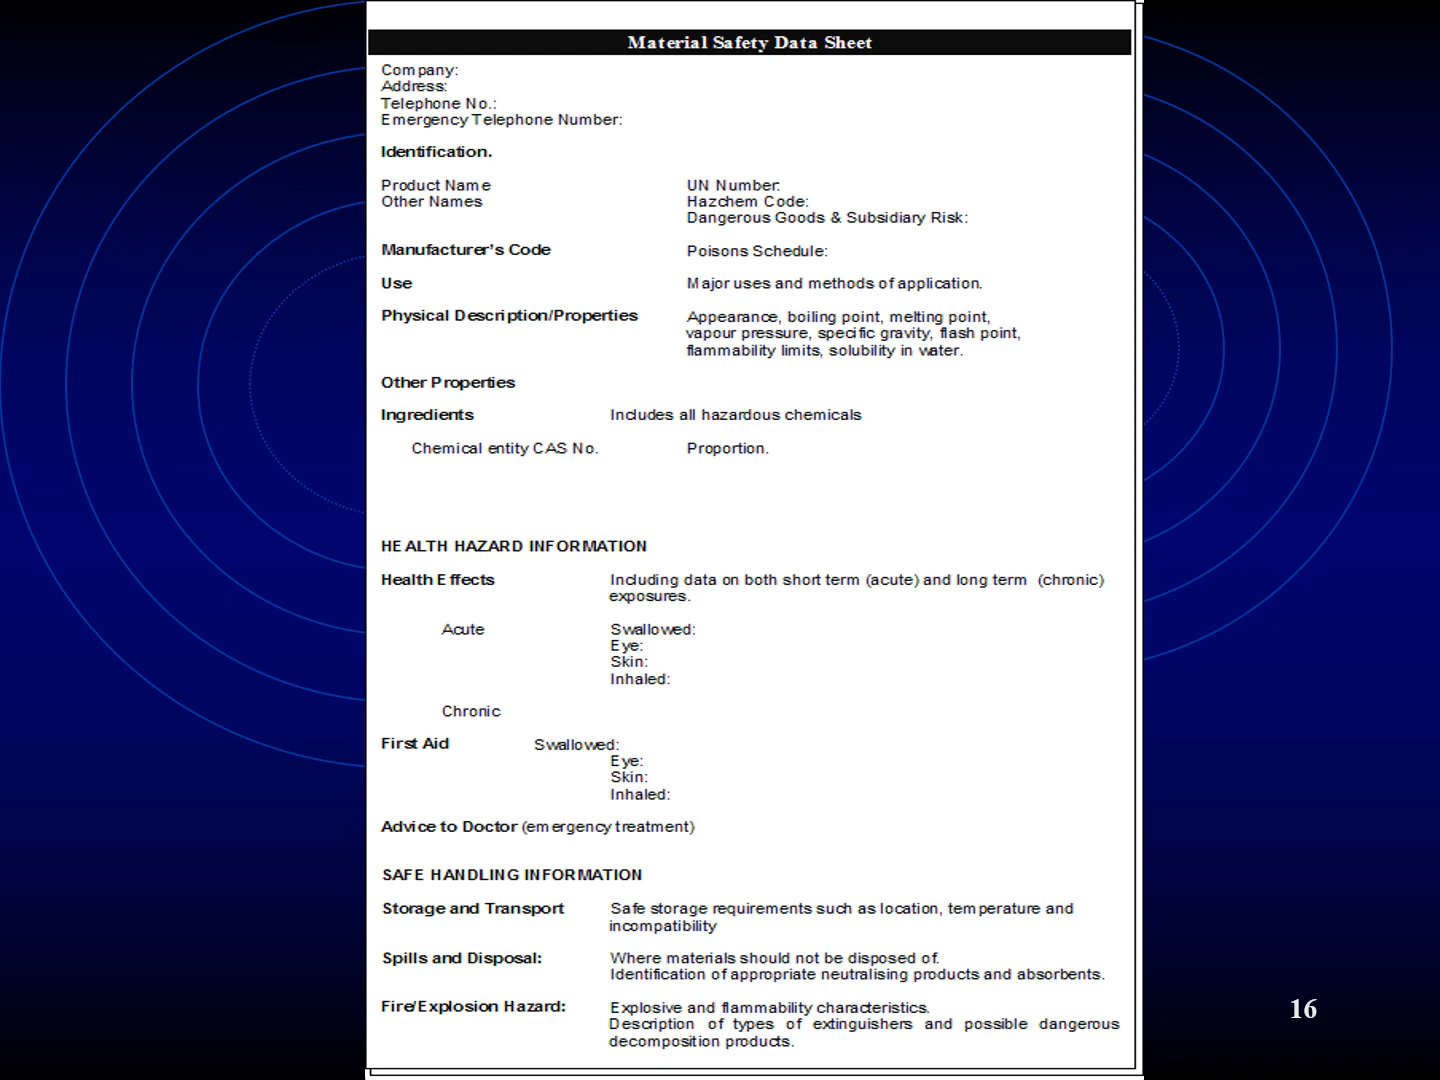 Material Safety Data Sheet
Company:
Address:
Telephone No.:
Emergency Telephone Number:
Identification.
Product Name UN Number:
Other Names Hazchem Code:
Dangerous Goods & Subsidiary Risk:
Manufacturer's Code Poisons Schedule:
Use Major uses and methods of application.
Physical Description/Properties Appearance, boiling point, melting point,
vapour pressure, specific gravity, flash point,
flammability limits, solubility in water.
Other Properties
Ingredients Includes all hazardous chemicals
Chemical entity CAS No. Proportion.
HEALTH HAZARD INFORMATION
Health Effects Including data on both short term (acute) and long term (chronic)
exposures.
Acute Swallowed:
Eye:
Skin:
Inhaled:
Chronic
First Aid Swallowed:
Eye:
Skin:
Inhaled:
Advice to Doctor (emergency treatment)
SAFE HANDLING INFORMATION
Storage and Transport Safe storage requirements such as location, temperature and
incompatibility
Spills and Disposal: Where materials should not be disposed of.
Identification of appropriate neutralising products and absorbents.
Fire/Explosion Hazard: Explosive and flammability characteristics.
Description of types of extinguishers and possible dangerous
decomposition products.
16